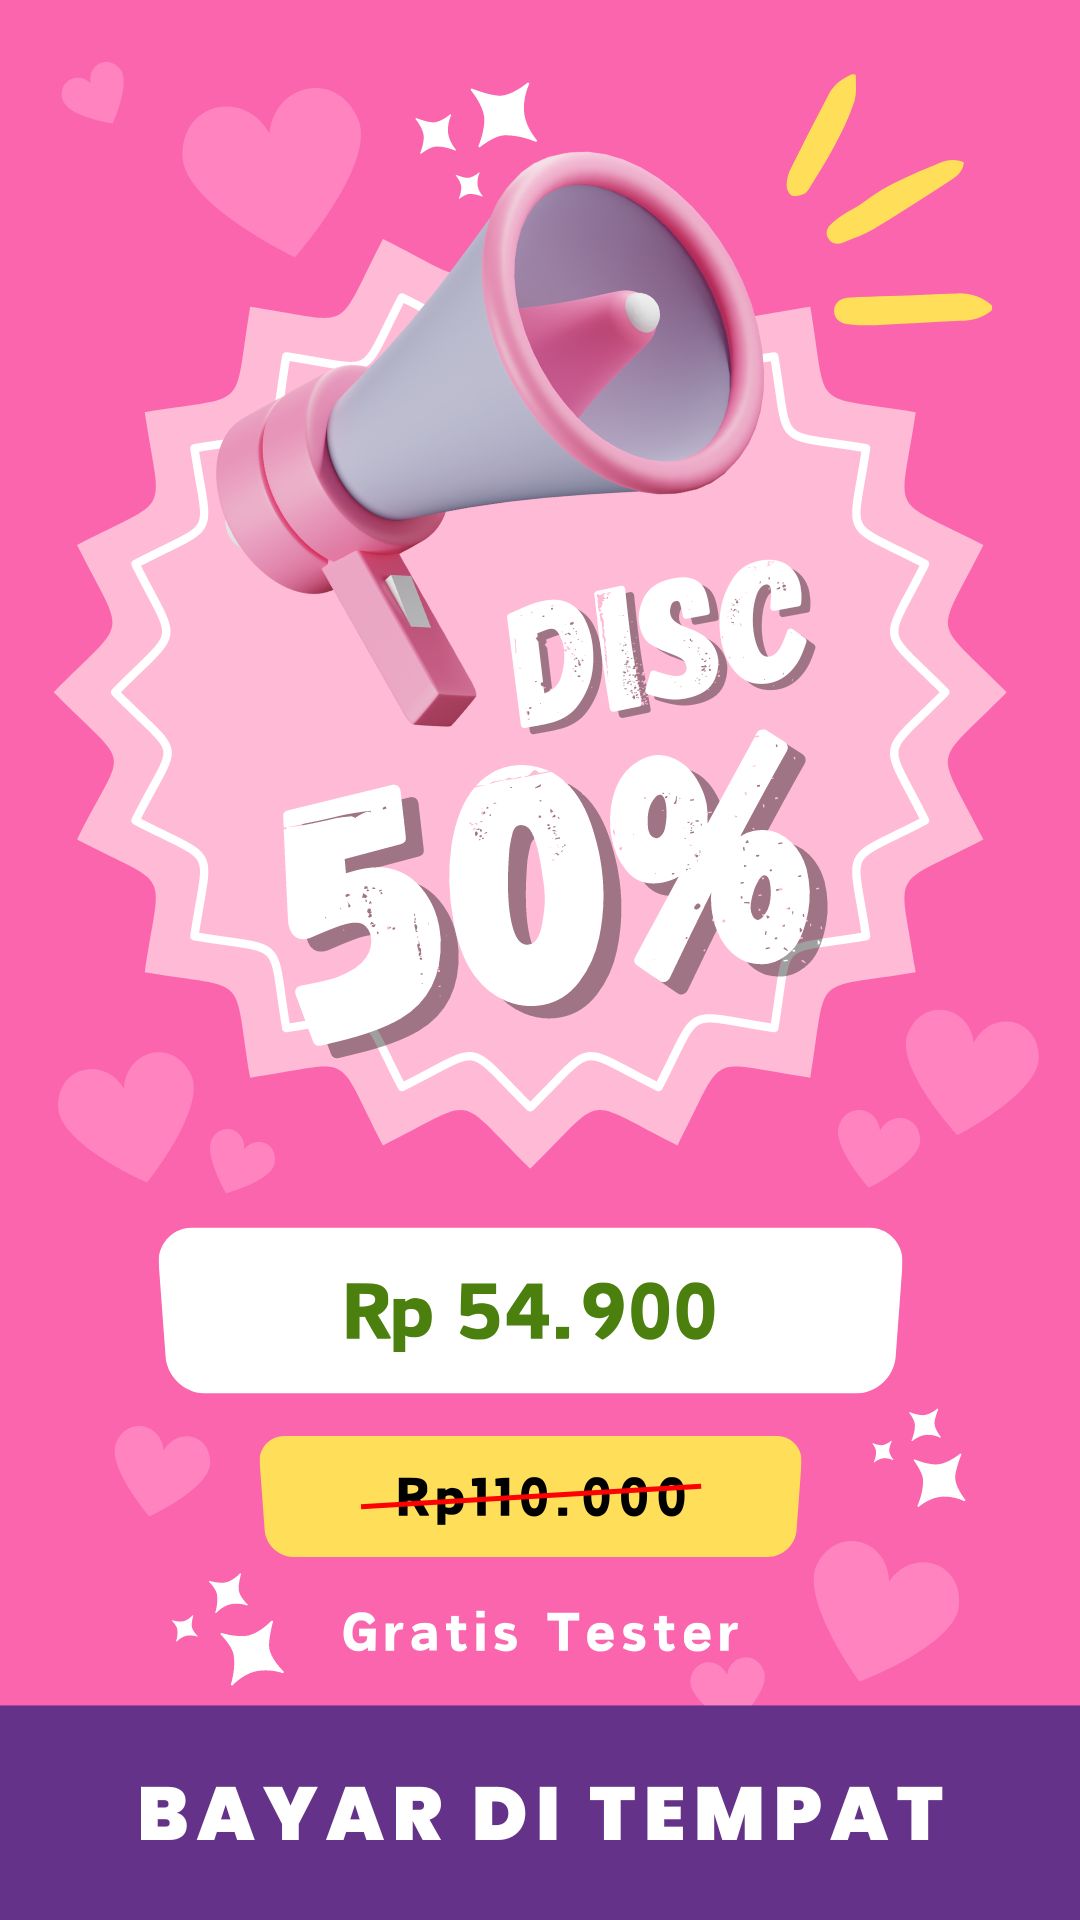 DISC
50%
Rp 54.900
Rp110.000
Gratis Tester
BAYAR DI TEMPAT